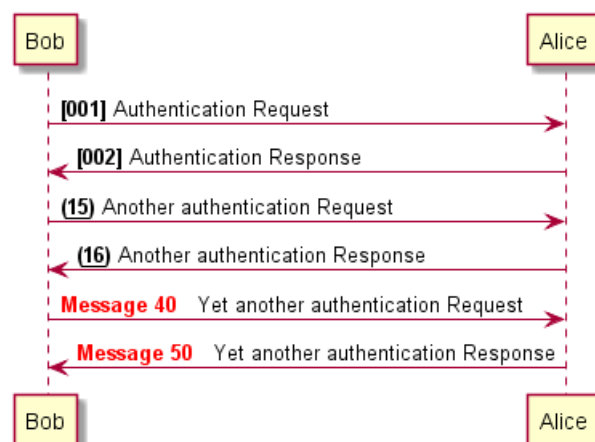 Bob Alice
[001] Authentication Request
[002] Authentication Response
(15) Another authentication Request
(16) Another authentication Response
Message 40 Yet another authentication Request
Message 50 Yet another authentication Response
Bob Alice